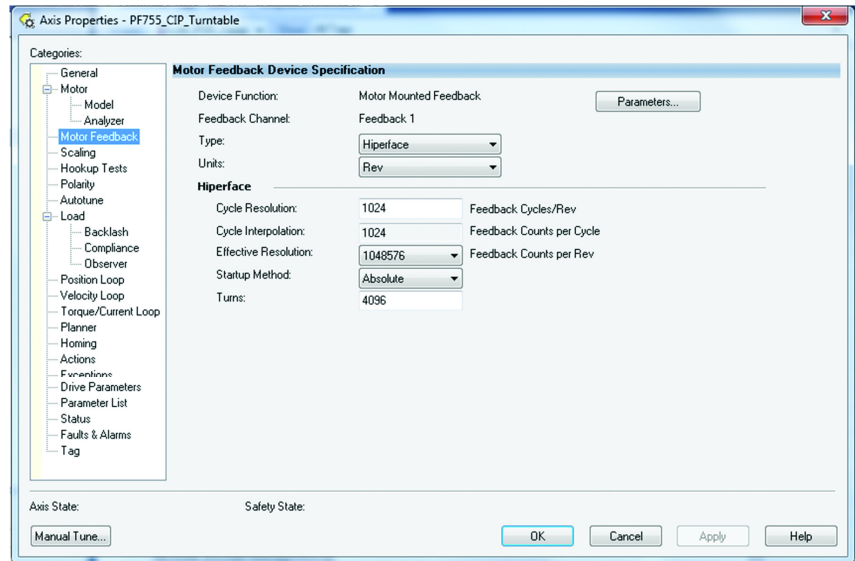 Axis Properties - PF755_CIP_Turntable
Categories:
General
Motor
Model
Analyzer
Motor Feedback
Scaling
Hookup Tests
Polarity
Autotune
Load
Backlash
Compliance
Observer
Position Loop
Velocity Loop
Torque/Current Loop
Planner
Homing
Actions
Exceptions
Drive Parameters
Parameter List
Status
Faults & Alarms
Tag
Motor Feedback Device Specification
Device Function: Motor Mounted Feedback Parameters...
Feedback Channel: Feedback 1
Type: Hiperface
Units: Rev
Hiperface
Cycle Resolution: 1024 Feedback Cycles/Rev
Cycle Interpolation: 1024 Feedback Counts per Cycle
Effective Resolution: 1048576 Feedback Counts per Rev
Startup Method: Absolute
Turns: 4096
Axis State: Safety State:
Manual Tune... OK Cancel Apply Help